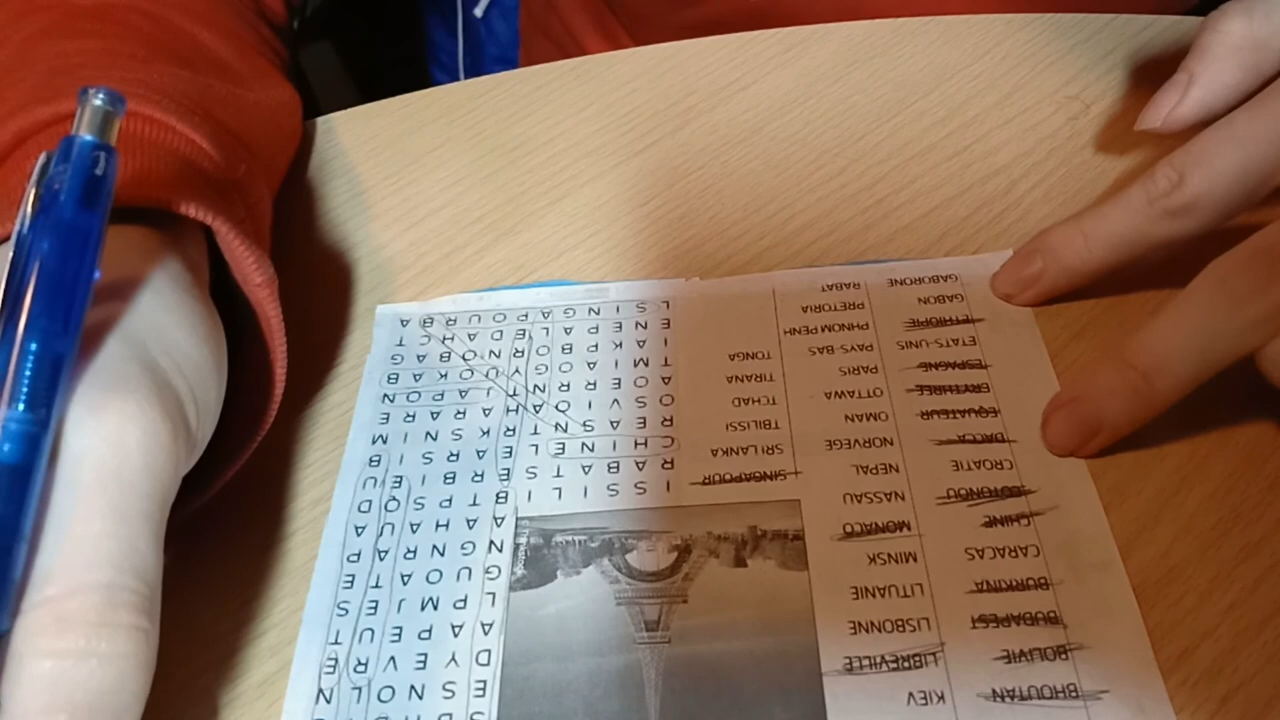 BHOUTAN
BOLIVIE
BUDAPEST
BURKINA
CARACAS
CHINE
COTONOU
CROATIE
DACCA
EQUATEUR
ERYTHREE
ESPAGNE
ETATS-UNIS
ETHIOPIE
GABON
GABORONE
KIEV
LIBREVILLE
LISBONNE
LITUANIE
MINSK
MONACO
NASSAU
NEPAL
NORVEGE
OMAN
OTTAWA
PARIS
PAYS-BAS
PHNOM PENH
PRETORIA
RABAT
SINGAPOUR
SRI LANKA
TBILISSI
TCHAD
TIRANA
TONGA
E S N O L N
D Y E V R E
A A P E U T
L P M J E S
G U O A T E
N G N R A P
A A H A U A
I S S I L I B T P S Q D
R A B A T S E R B I E U
C H I N E L E A R S I B
R E A S N T R K S N I M
O S V I O A H A R A R E
A O E R R N T J A P O N
T M I A O G Y U O K A B
I A K P B O R N O B A G
E N E P A L E D A H C T
L S I N G A P O U R B A